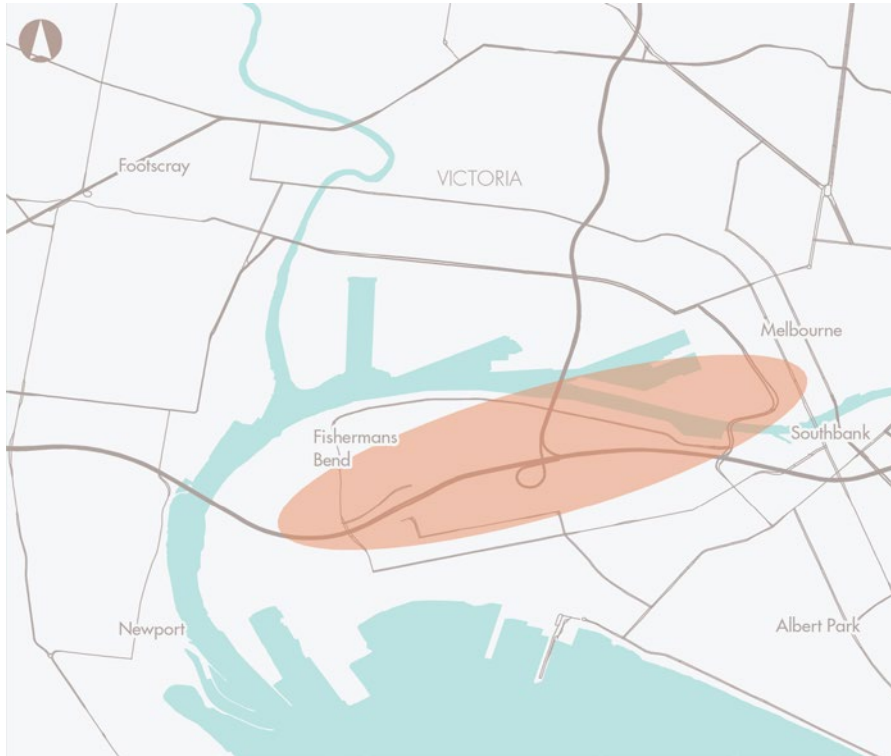 Footscray
VICTORIA
Melbourne
Fishermans
Bend
Southbank
Newport
Albert Park